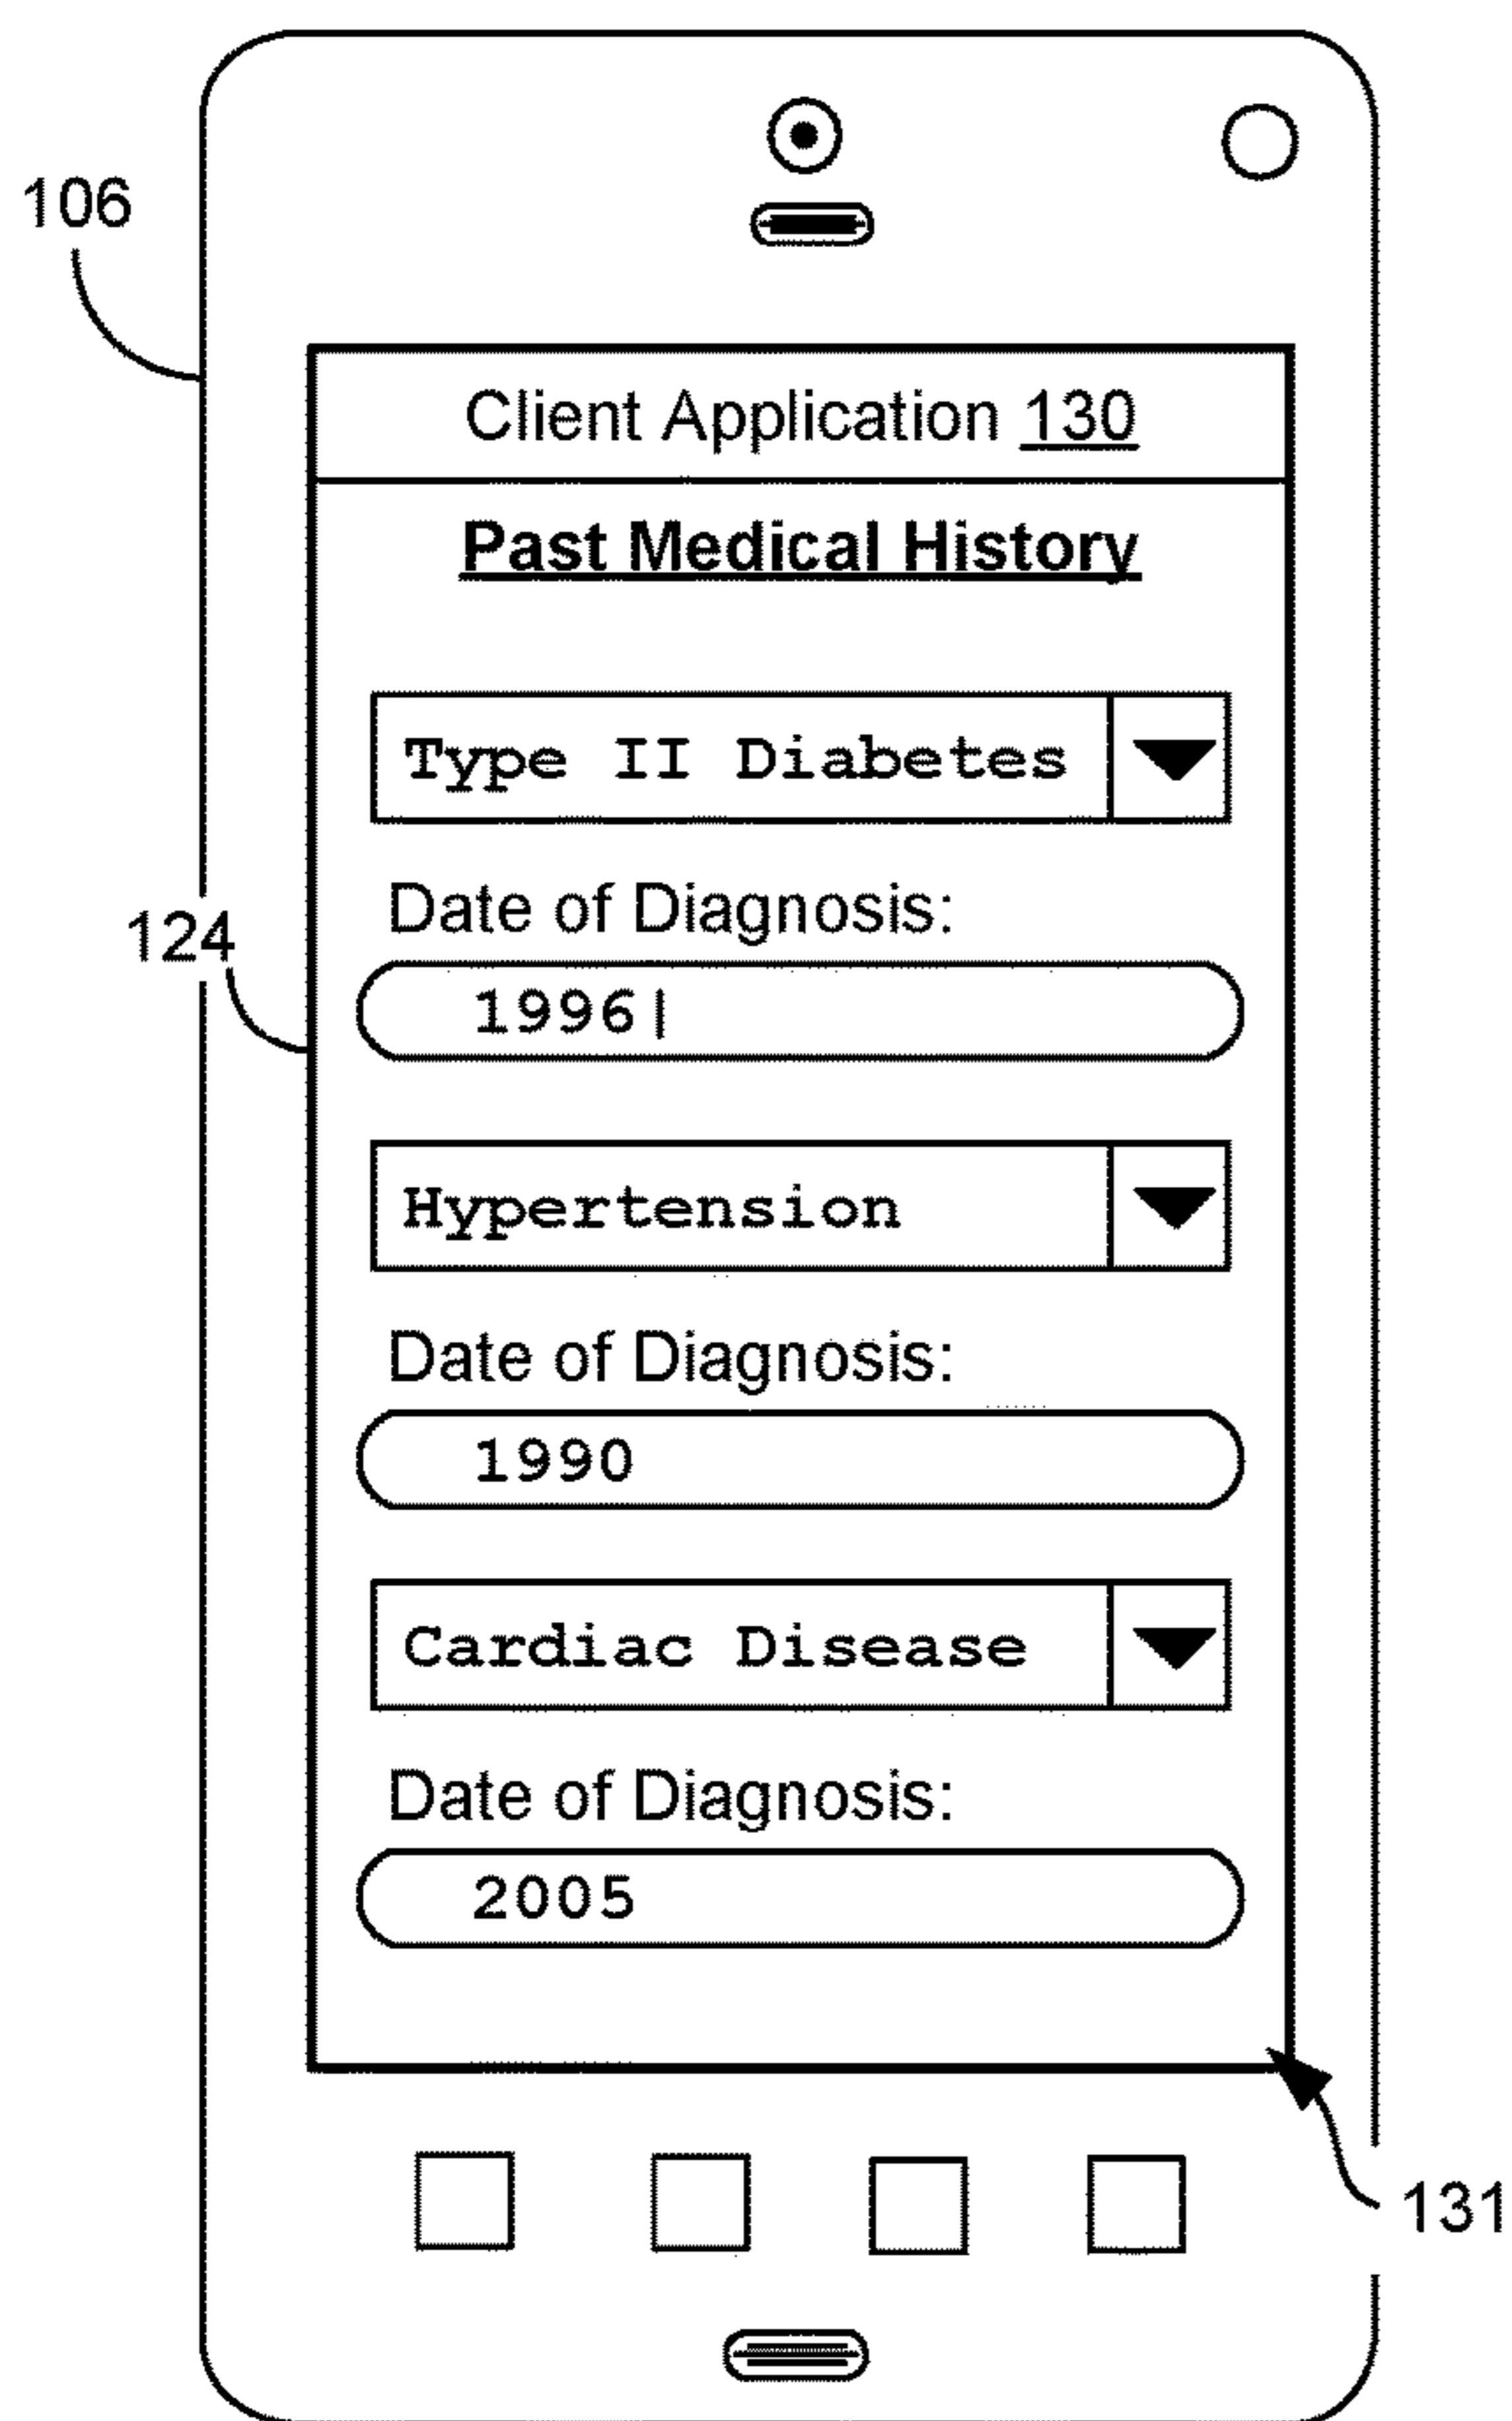 106
Client Application 130
Past Medical History
Type II Diabetes
Date of Diagnosis:
124
1996
Hypertension
Date of Diagnosis:
1990
Cardiac Disease
Date of Diagnosis:
2005
131